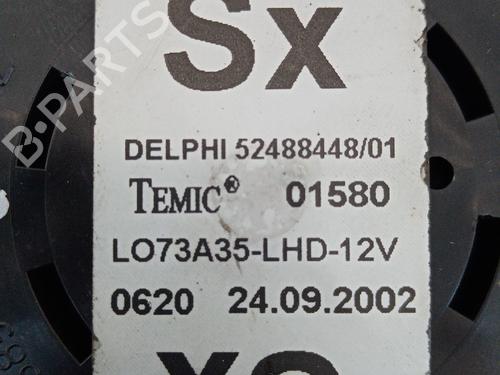 Sx
DELPHI 52488448/01
TEMIC® 01580
LO73A35-LHD-12V
0620 24.09.2002
B-PARTS